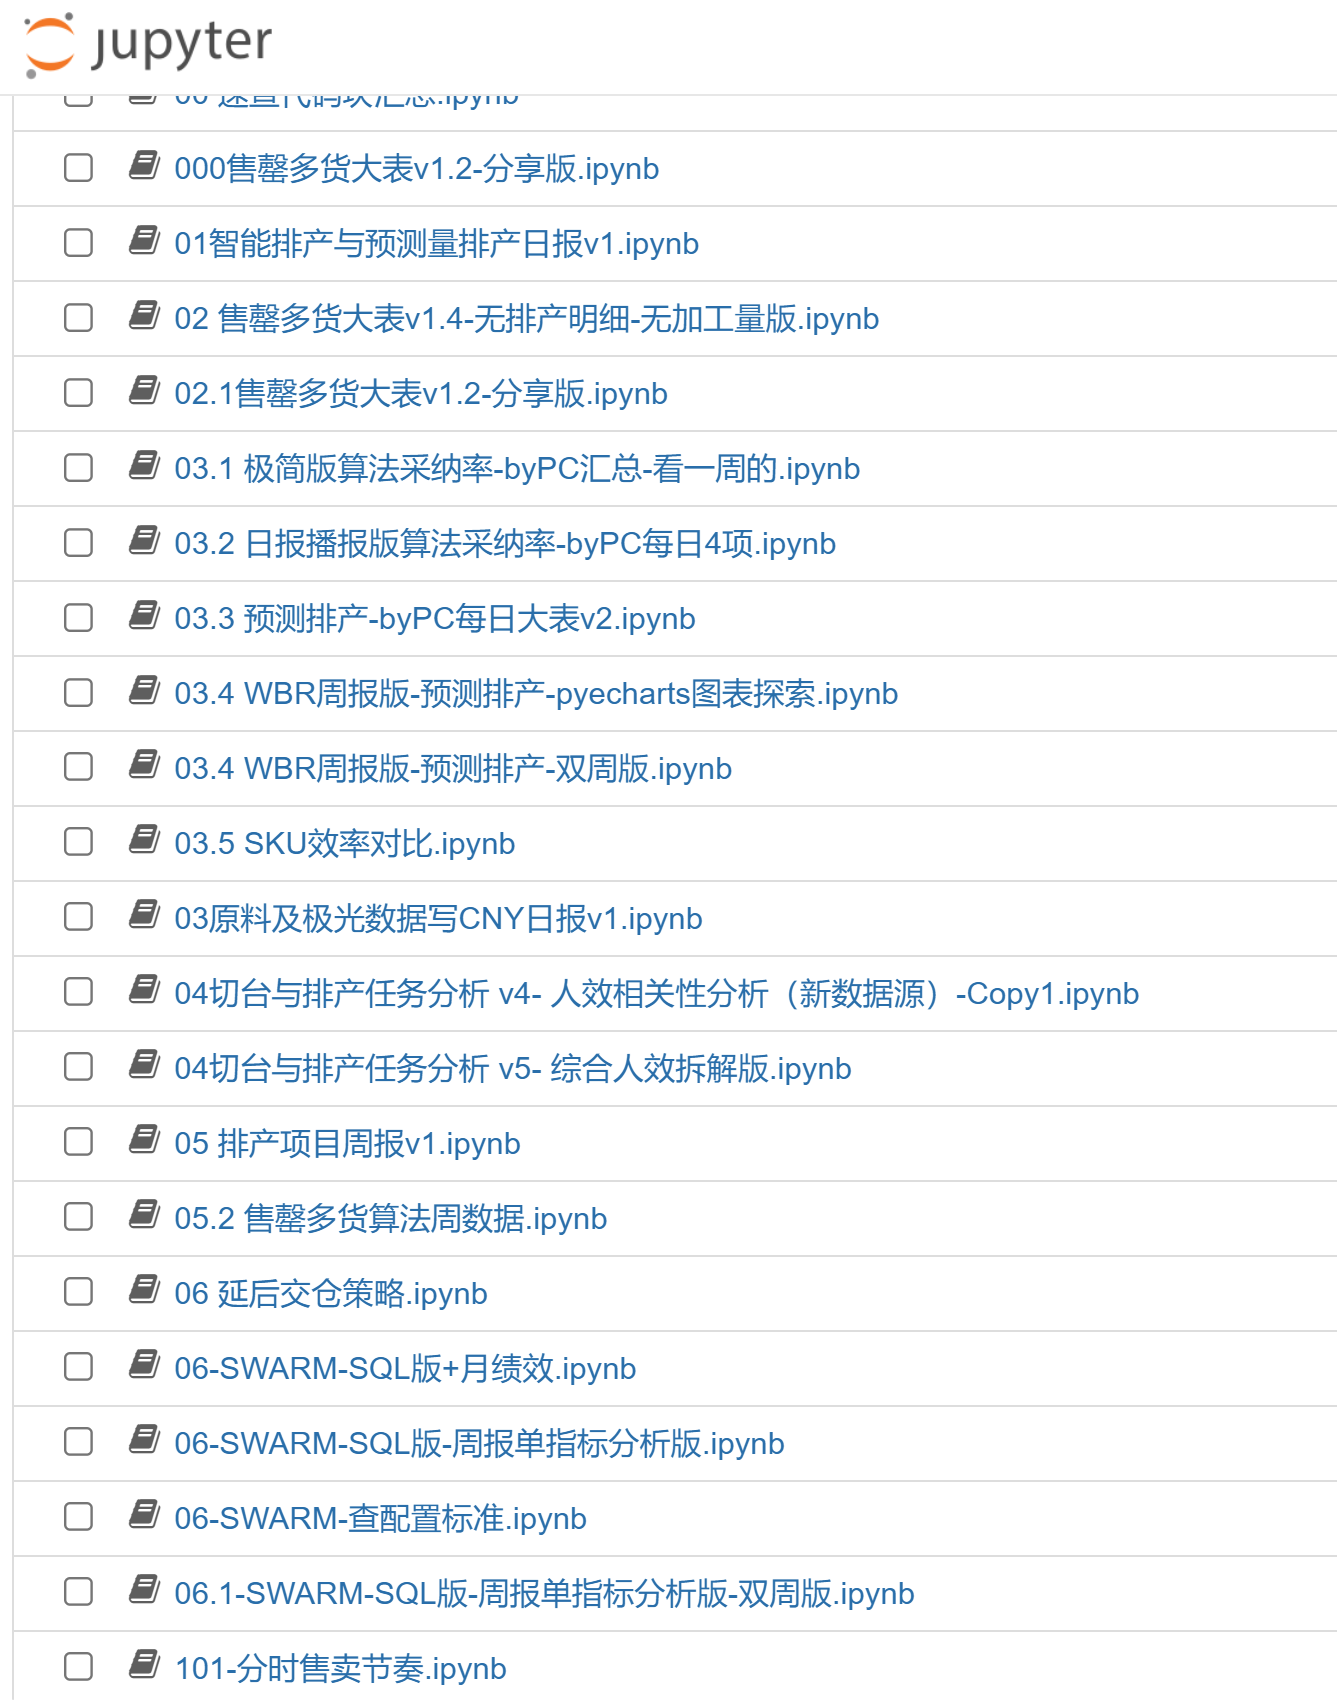 jupyter
000售罄多货大表v1.2-分享版.ipynb
01智能排产与预测量排产日报v1.ipynb
02 售罄多货大表v1.4-无排产明细-无加工量版.ipynb
02.1售罄多货大表v1.2-分享版.ipynb
03.1 极简版算法采纳率-byPC汇总-看一周的.ipynb
03.2 日报播报版算法采纳率-byPC每日4项.ipynb
03.3 预测排产-byPC每日大表v2.ipynb
03.4 WBR周报版-预测排产-pyecharts图表探索.ipynb
03.4 WBR周报版-预测排产-双周版.ipynb
03.5 SKU效率对比.ipynb
03原料及极光数据写CNY日报v1.ipynb
04切台与排产任务分析 v4- 人效相关性分析（新数据源）-Copy1.ipynb
04切台与排产任务分析 v5- 综合人效拆解版.ipynb
05 排产项目周报v1.ipynb
05.2 售罄多货算法周数据.ipynb
06 延后交仓策略.ipynb
06-SWARM-SQL版+月绩效.ipynb
06-SWARM-SQL版-周报单指标分析版.ipynb
06-SWARM-查配置标准.ipynb
06.1-SWARM-SQL版-周报单指标分析版-双周版.ipynb
101-分时售卖节奏.ipynb